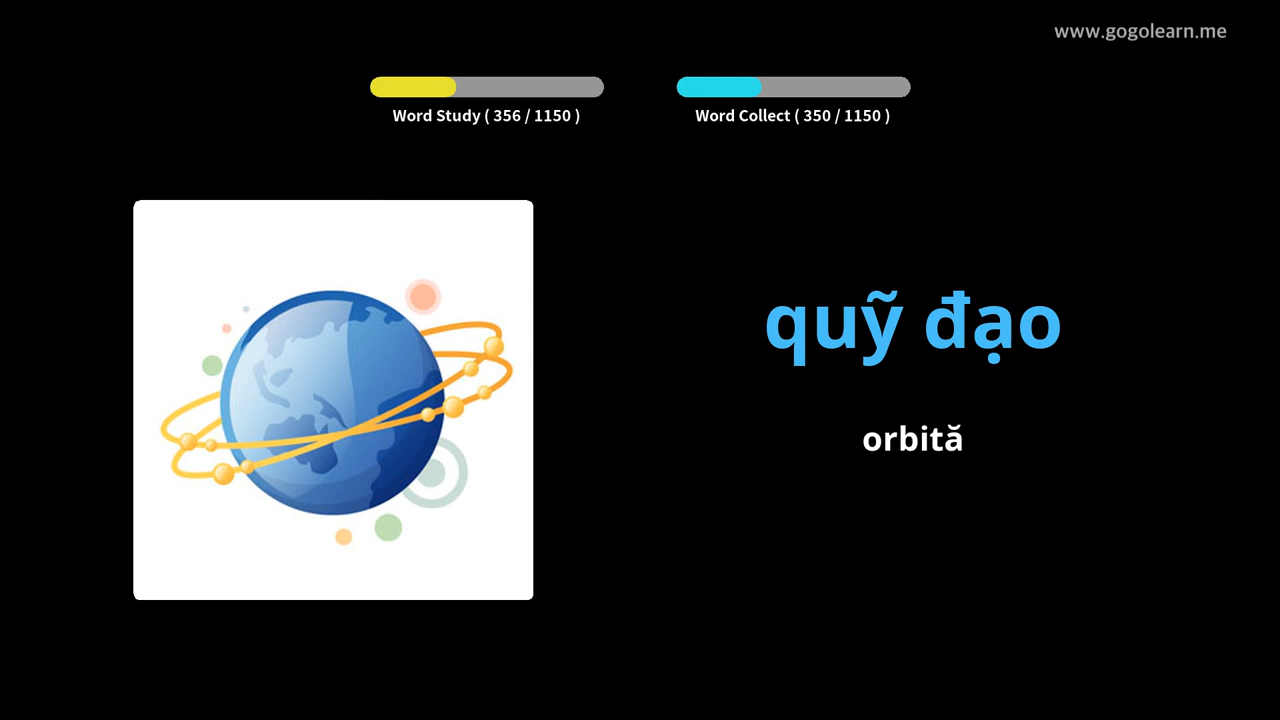 www.gogolearn.me
Word Study ( 356 / 1150 )
Word Collect ( 350 / 1150 )
quỹ đạo
orbită